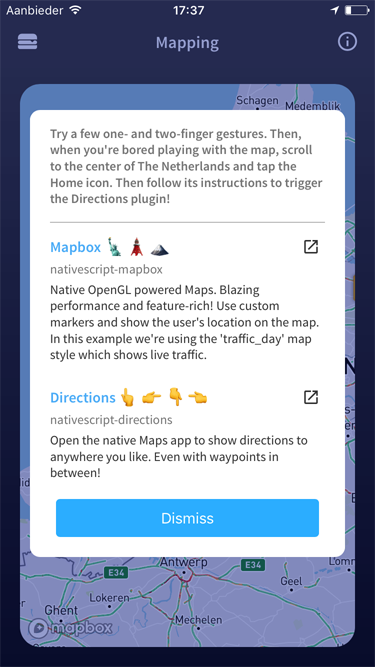 Aanbieder 17:37
Mapping
Schagen
Medemblik
Try a few one- and two-finger gestures. Then,
when you're bored playing with the map, scroll
to the center of The Netherlands and tap the
Home icon. Then follow its instructions to trigger
the Directions plugin!
Mapbox
nativescript-mapbox
Native OpenGL powered Maps. Blazing
performance and feature-rich! Use custom
markers and show the user's location on the map.
In this example we're using the 'traffic_day' map
style which shows live traffic.
Directions
nativescript-directions
Open the native Maps app to show directions to
anywhere you like. Even with waypoints in
between!
Dismiss
Antwerp
E34
E34
Geel
Lokeren
Ghent
Mechelen
mapbox